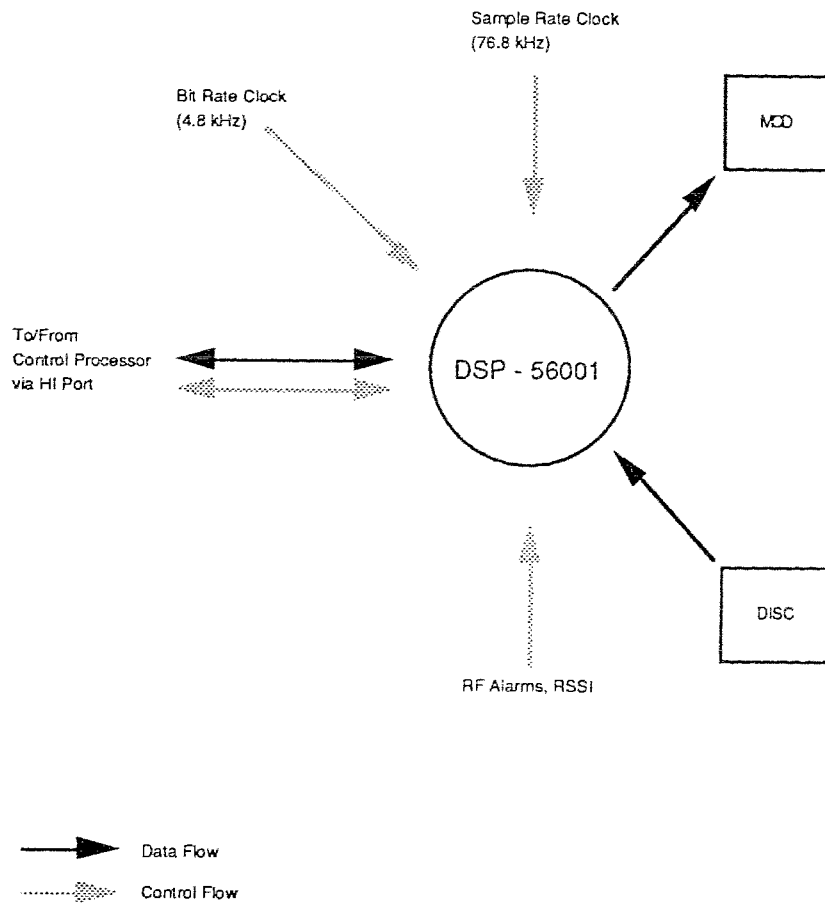 Sample Rate Clock
(76.8 kHz)
Bit Rate Clock
(4.8 kHz)
MOD
To/From
Control Processor
via HI Port
DSP - 56001
DISC
RF Alarms, RSSI
Data Flow
Control Flow